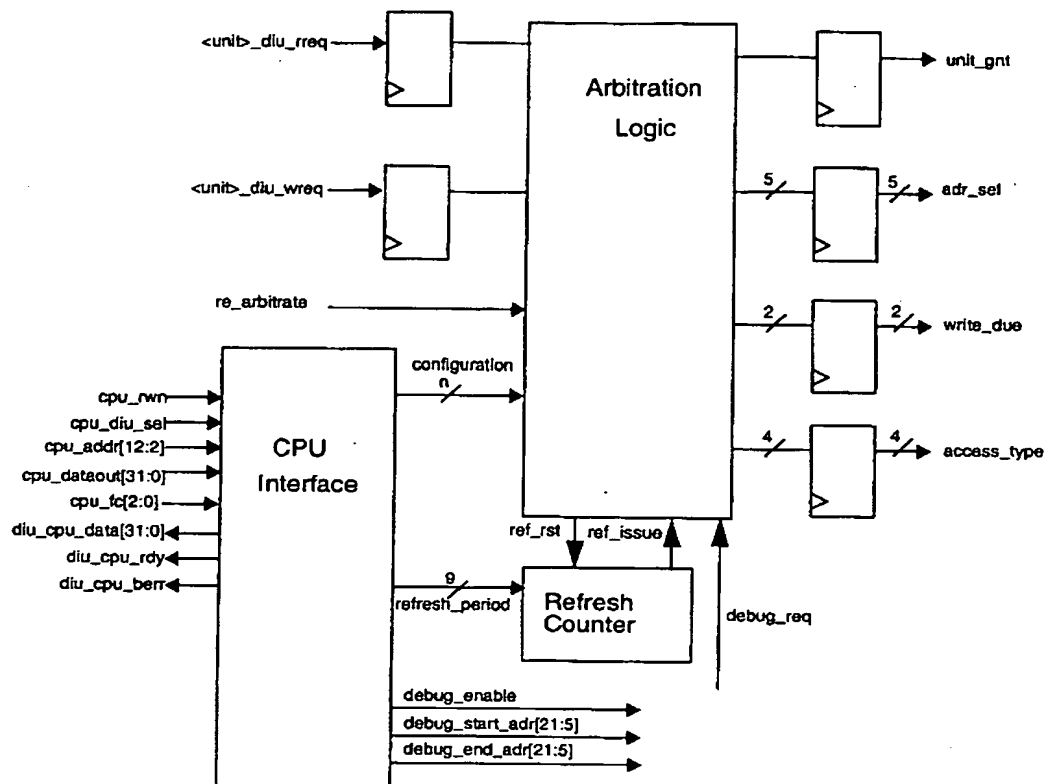 <unit>_diu_rreq
Arbitration
Logic
unit_gnt
<unit>_diu_wreq
5
5
adr_sel
re_arbitrate
2
2
write_due
configuration
n
cpu_rwn
cpu_diu_sel
cpu_addr[12:2]
cpu_dataout[31:0]
cpu_fc[2:0]
diu_cpu_data[31:0]
diu_cpu_rdy
diu_cpu_berr
CPU
Interface
4
4
access_type
ref_rst
ref_issue
9
refresh_period
Refresh
Counter
debug_req
debug_enable
debug_start_adr[21:5]
debug_end_adr[21:5]